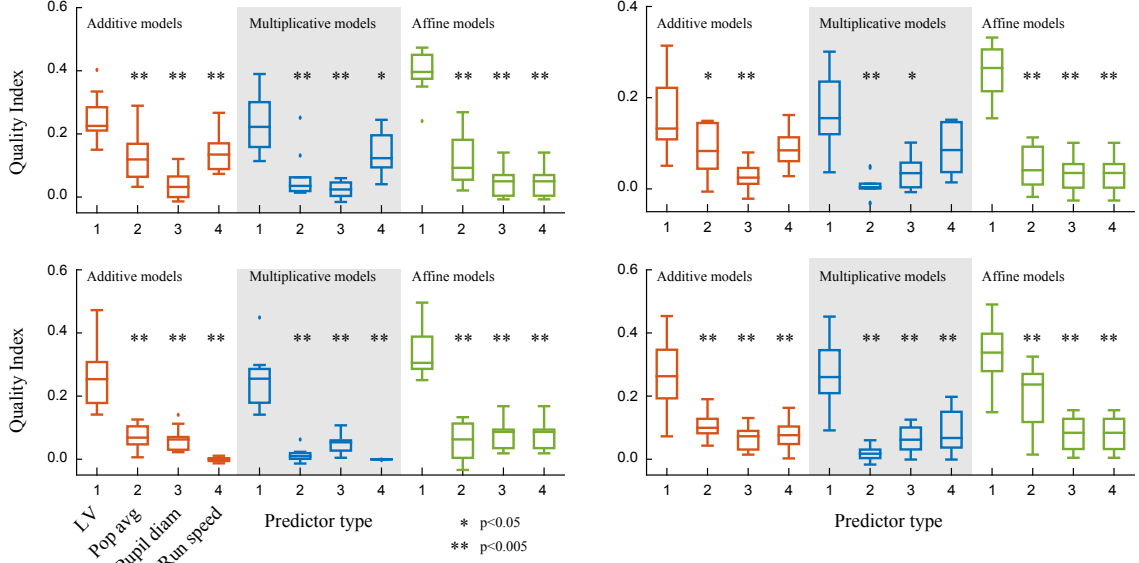 0.6
0.4
0.2
0.0
Quality Index
Additive models
Multiplicative models
Affine models
** ** ** ** ** * ** ** **
1 2 3 4 1 2 3 4 1 2 3 4
0.4
0.2
0.0
Additive models
Multiplicative models
Affine models
* ** ** * ** ** **
1 2 3 4 1 2 3 4 1 2 3 4
0.6
0.4
0.2
0.0
Quality Index
Additive models
Multiplicative models
Affine models
** ** ** ** ** ** ** ** **
1 2 3 4 1 2 3 4 1 2 3 4
LV
Pop avg
Pupil diam
Run speed
Predictor type
* p<0.05
** p<0.005
0.6
0.4
0.2
0.0
Additive models
Multiplicative models
Affine models
** ** ** ** ** ** ** ** **
1 2 3 4 1 2 3 4 1 2 3 4
Predictor type